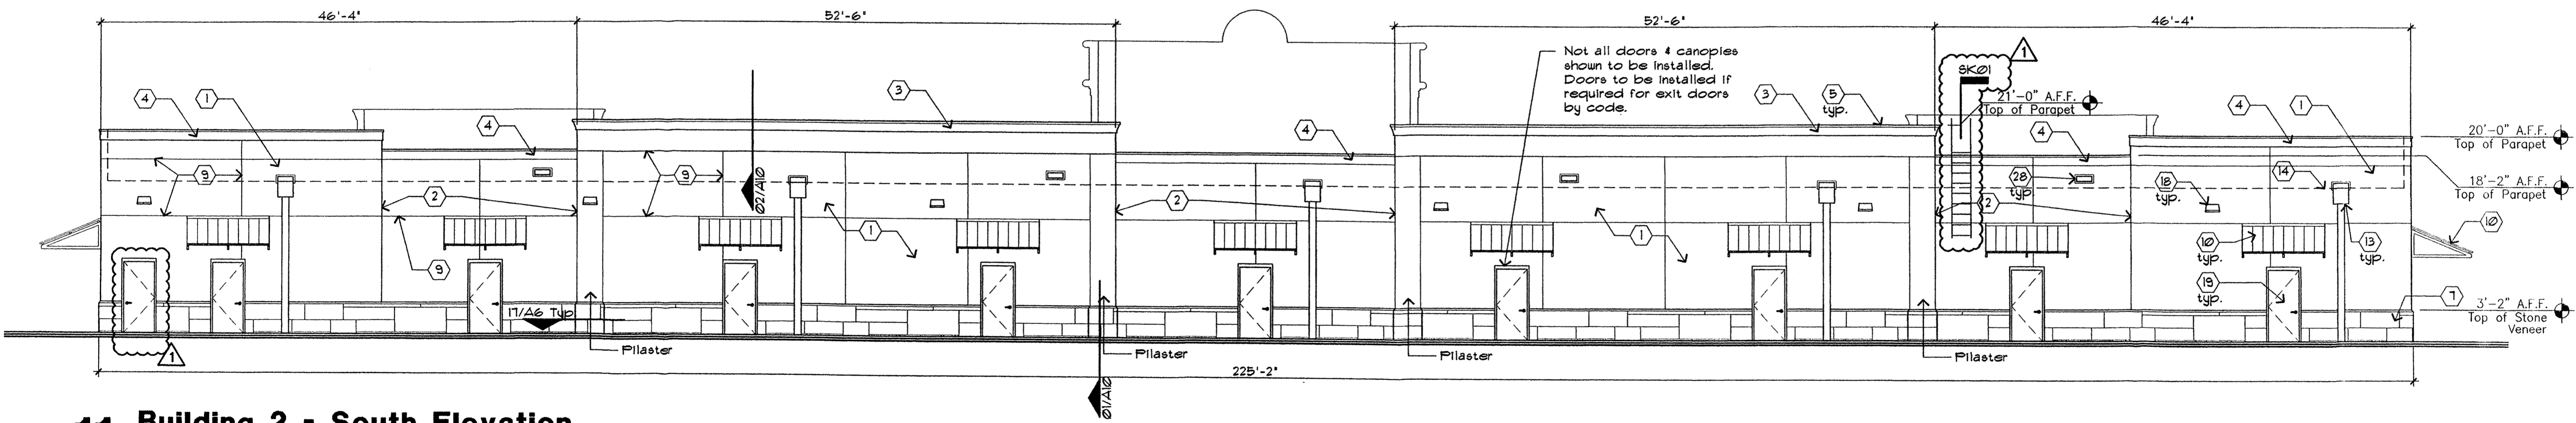 46'-4"
52'-6"
52'-6"
46'-4"
Not all doors & canopies
shown to be installed.
Doors to be installed if
required for exit doors
by code.
1
SK01
21'-0" A.F.F.
Top of Parapet
4
1
3
3
5
typ.
4
1
4
4
4
20'-0" A.F.F.
Top of Parapet
9
9
02/A10
28
typ.
18
typ.
14
18'-2" A.F.F.
Top of Parapet
2
2
2
1
1
9
10
typ.
13
typ.
10
19
typ.
7
3'-2" A.F.F.
Top of Stone
Veneer
17/A6 Typ
1
Pilaster
Pilaster
Pilaster
Pilaster
225'-2"
01/A10
11 Building 2 - South Elevation